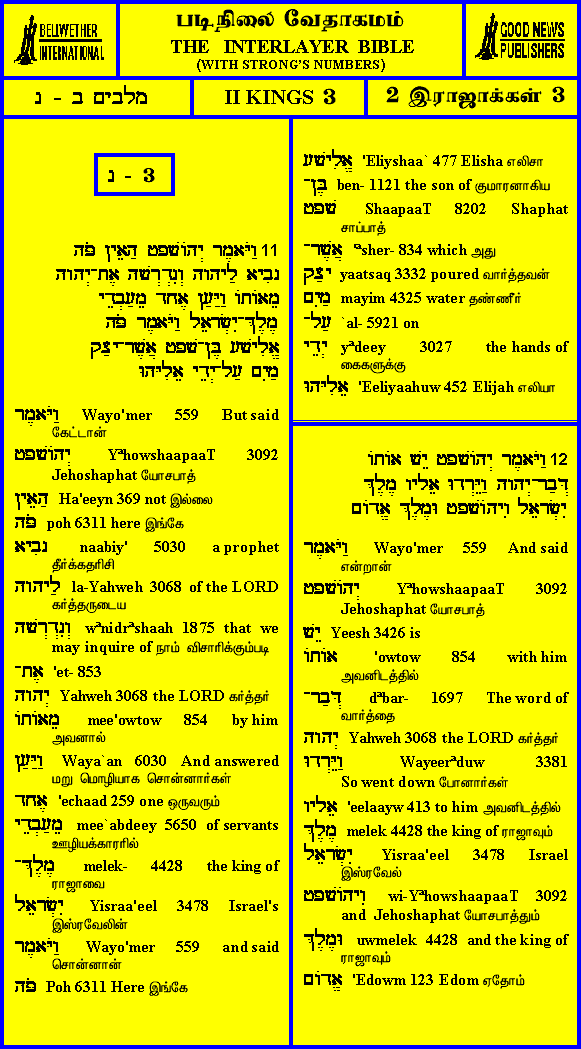 BELLWETHER
INTERNATIONAL
படிநிலை வேதாகமம்
THE INTERLAYER BIBLE
(WITH STRONG'S NUMBERS)
GOOD NEWS
PUBLISHERS
מלכים ב - נ
II KINGS 3
2 இராஜாக்கள் 3
נ - 3
11 וַיֹּאמֶר יְהוֹשָׁפָט הַאֵין פֹּה
נָבִיא לַיהוה וְנִדְרְשָׁה אֶת־יְהוה
מֵאוֹתוֹ וַיַּעַן אֶחָד מֵעַבְדֵי
מֶלֶךְ־יִשְׂרָאֵל וַיֹּאמֶר פֹּה
אֱלִישָׁע בֶּן־שָׁפָט אֲשֶׁר־יָצַק
מַיִם עַל־יְדֵי אֵלִיָּהוּ
וַיֹּאמֶר Wayo'mer 559 But said
கேட்டான்
יְהוֹשָׁפָט YᵃhowshaapaaT 3092
Jehoshaphat யோசபாத்
הַאֵין Ha'eeyn 369 not இல்லை
פֹּה poh 6311 here இங்கே
נָבִיא naabiy' 5030 a prophet
தீர்க்கதரிசி
לַיהוה la-Yahweh 3068 of the LORD
கர்த்தருடைய
וְנִדְרְשָׁה wᵃnidrᵃshaah 1875 that we
may inquire of நாம் விசாரிக்கும்படி
אֶת־ 'et- 853
יְהוה Yahweh 3068 the LORD கர்த்தர்
מֵאוֹתוֹ mee'owtow 854 by him
அவனால்
וַיַּעַן Waya`an 6030 And answered
மறு மொழியாக சொன்னார்கள்
אֶחָד 'echaad 259 one ஒருவரும்
מֵעַבְדֵי mee`abdeey 5650 of servants
ஊழியக்காரரில்
מֶלֶךְ־ melek- 4428 the king of
ராஜாவை
יִשְׂרָאֵל Yisraa'eel 3478 Israel's
இஸ்ரவேலின்
וַיֹּאמֶר Wayo'mer 559 and said
சொன்னான்
פֹּה Poh 6311 Here இங்கே
אֱלִישָׁע 'Eliyshaa` 477 Elisha எலிசா
בֶּן־ ben- 1121 the son of குமாரனாகிய
שָׁפָט ShaapaaT 8202 Shaphat
சாப்பாத்
אֲשֶׁר־ ᵃsher- 834 which அது
יָצַק yaatsaq 3332 poured வார்த்தவன்
מַיִם mayim 4325 water தண்ணீர்
עַל־ `al- 5921 on
יְדֵי yᵃdeey 3027 the hands of
கைகளுக்கு
אֵלִיָּהוּ 'Eeliyaahuw 452 Elijah எலியா
12 וַיֹּאמֶר יְהוֹשָׁפָט יֵשׁ אוֹתוֹ
דְּבַר־יְהוה וַיֵּרְדוּ אֵלָיו מֶלֶךְ
יִשְׂרָאֵל וִיהוֹשָׁפָט וּמֶלֶךְ אֱדוֹם
וַיֹּאמֶר Wayo'mer 559 And said
என்றான்
יְהוֹשָׁפָט YᵃhowshaapaaT 3092
Jehoshaphat யோசபாத்
יֵשׁ Yeesh 3426 is
אוֹתוֹ 'owtow 854 with him
அவனிடத்தில்
דְּבַר־ dᵃbar- 1697 The word of
வார்த்தை
יְהוה Yahweh 3068 the LORD கர்த்தர்
וַיֵּרְדוּ Wayeerᵃduw 3381
So went down போனார்கள்
אֵלָיו 'eelaayw 413 to him அவனிடத்தில்
מֶלֶךְ melek 4428 the king of ராஜாவும்
יִשְׂרָאֵל Yisraa'eel 3478 Israel
இஸ்ரவேல்
וִיהוֹשָׁפָט wi-YᵃhowshaapaaT 3092
and Jehoshaphat யோசபாத்தும்
וּמֶלֶךְ uwmelek 4428 and the king of
ராஜாவும்
אֱדוֹם 'Edowm 123 Edom ஏதோம்